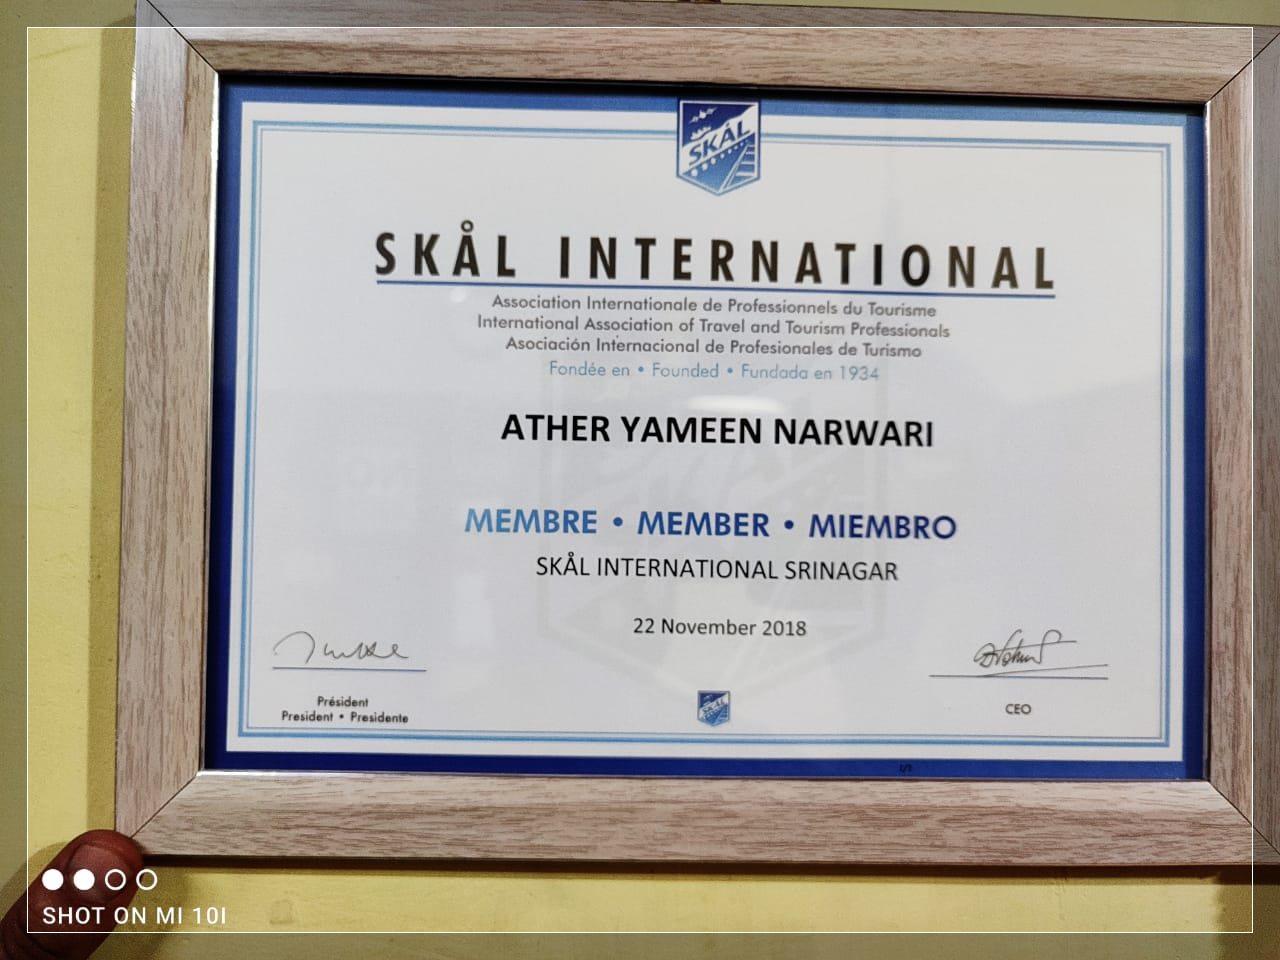 SKÅL
SKÅL INTERNATIONAL
Association Internationale de Professionnels du Tourisme
International Association of Travel and Tourism Professionals
Asociación Internacional de Profesionales de Turismo
Fondée en • Founded • Fundada en 1934
ATHER YAMEEN NARWARI
MEMBRE • MEMBER • MIEMBRO
SKÅL INTERNATIONAL SRINAGAR
22 November 2018
Président
President • Presidente
SKÅL
CEO
SHOT ON MI 10I